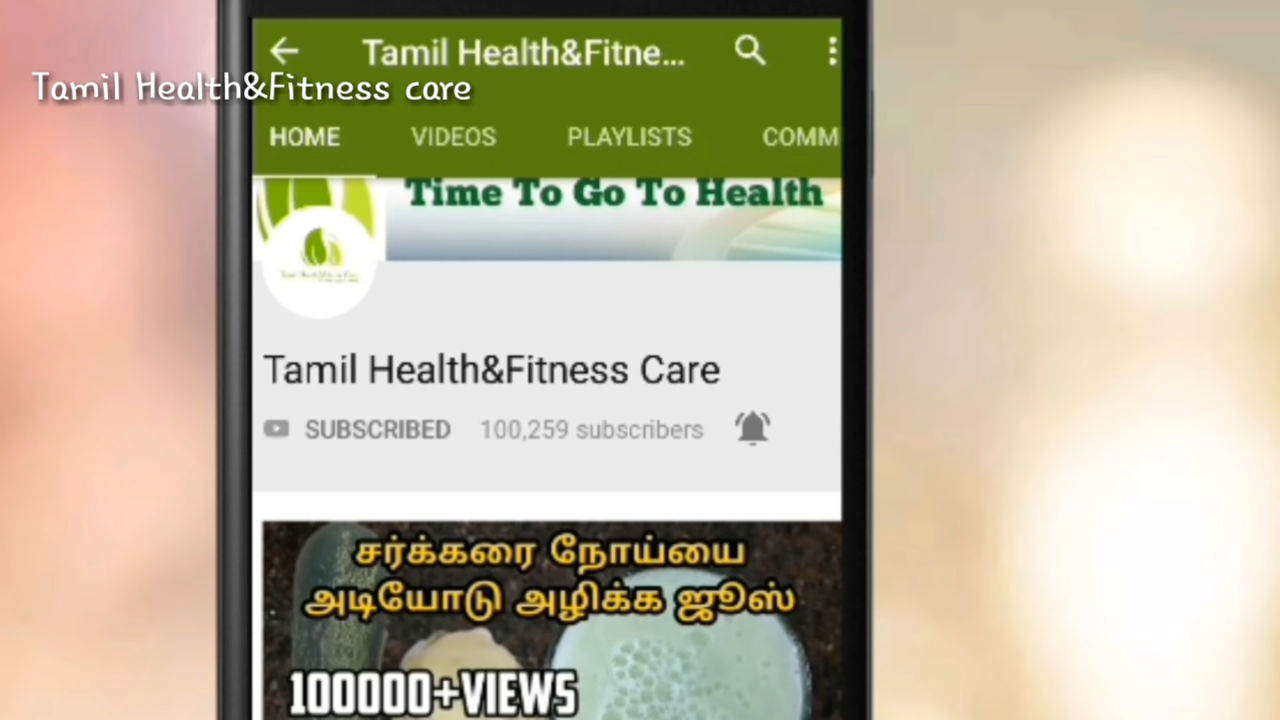 Tamil Health&Fitne...
Tamil Health&Fitness care
HOME VIDEOS PLAYLISTS COMM
Time To Go To Health
Tamil Health&Fitness Care
SUBSCRIBED 100,259 subscribers
சர்க்கரை நோய்யை
அடியோடு அழிக்க ஜூஸ்
100000+VIEWS